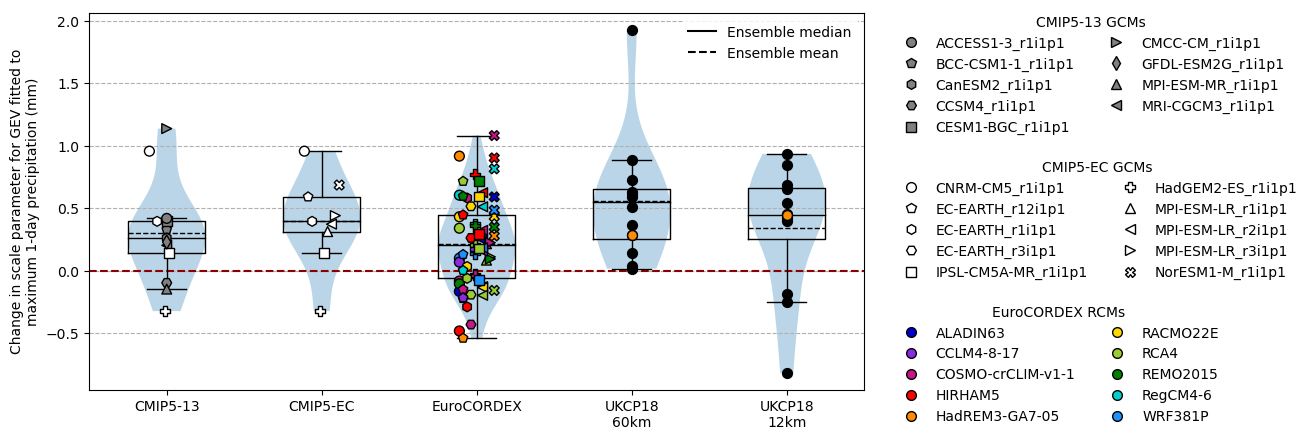 Change in scale parameter for GEV fitted to
maximum 1-day precipitation (mm)
2.0
1.5
1.0
0.5
0.0
−0.5
CMIP5-13
CMIP5-EC
EuroCORDEX
UKCP18
60km
UKCP18
12km
Ensemble median
Ensemble mean
CMIP5-13 GCMs
ACCESS1-3_r1i1p1
BCC-CSM1-1_r1i1p1
CanESM2_r1i1p1
CCSM4_r1i1p1
CESM1-BGC_r1i1p1
CMCC-CM_r1i1p1
GFDL-ESM2G_r1i1p1
MPI-ESM-MR_r1i1p1
MRI-CGCM3_r1i1p1
CMIP5-EC GCMs
CNRM-CM5_r1i1p1
EC-EARTH_r12i1p1
EC-EARTH_r1i1p1
EC-EARTH_r3i1p1
IPSL-CM5A-MR_r1i1p1
HadGEM2-ES_r1i1p1
MPI-ESM-LR_r1i1p1
MPI-ESM-LR_r2i1p1
MPI-ESM-LR_r3i1p1
NorESM1-M_r1i1p1
EuroCORDEX RCMs
ALADIN63
CCLM4-8-17
COSMO-crCLIM-v1-1
HIRHAM5
HadREM3-GA7-05
RACMO22E
RCA4
REMO2015
RegCM4-6
WRF381P